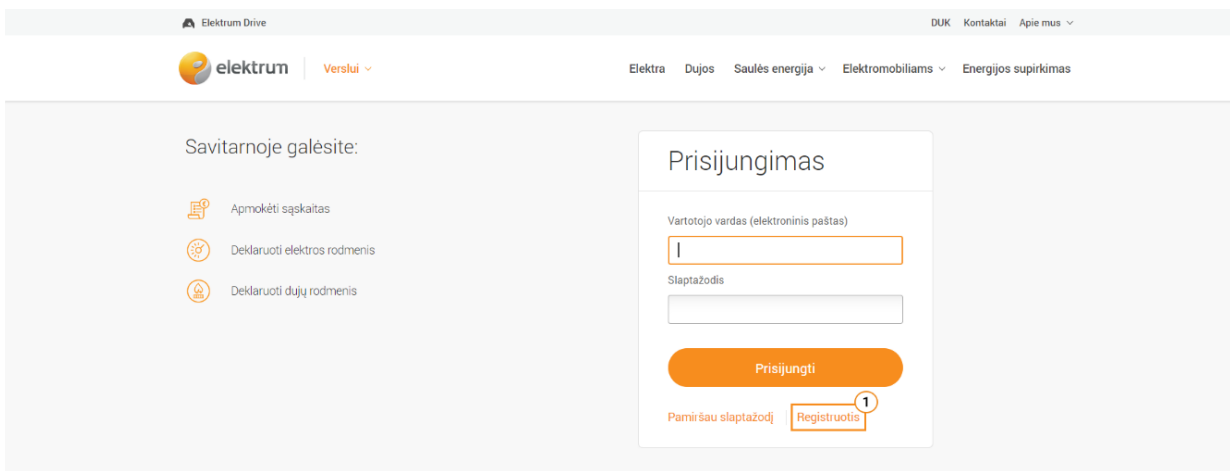 Elektrum Drive
DUK Kontaktai Apie mus
elektrum Verslui
Elektra Dujos Saulės energija Elektromobiliams Energijos supirkimas
Savitarnoje galėsite:
Apmokėti sąskaitas
Deklaruoti elektros rodmenis
Deklaruoti dujų rodmenis
Prisijungimas
Vartotojo vardas (elektroninis paštas)
Slaptažodis
Prisijungti
Pamiršau slaptažodį Registruotis 1